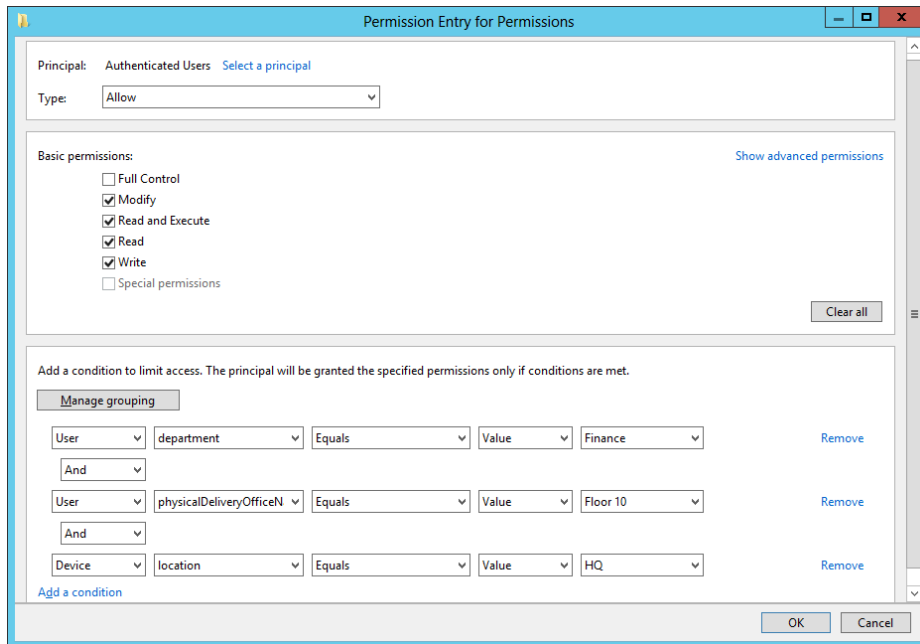 Permission Entry for Permissions
Principal: Authenticated Users Select a principal
Type: Allow
Basic permissions: Show advanced permissions
Full Control
Modify
Read and Execute
Read
Write
Special permissions
Clear all
Add a condition to limit access. The principal will be granted the specified permissions only if conditions are met.
Manage grouping
User department Equals Value Finance Remove
And
User physicalDeliveryOfficeN Equals Value Floor 10 Remove
And
Device location Equals Value HQ Remove
Add a condition
OK Cancel